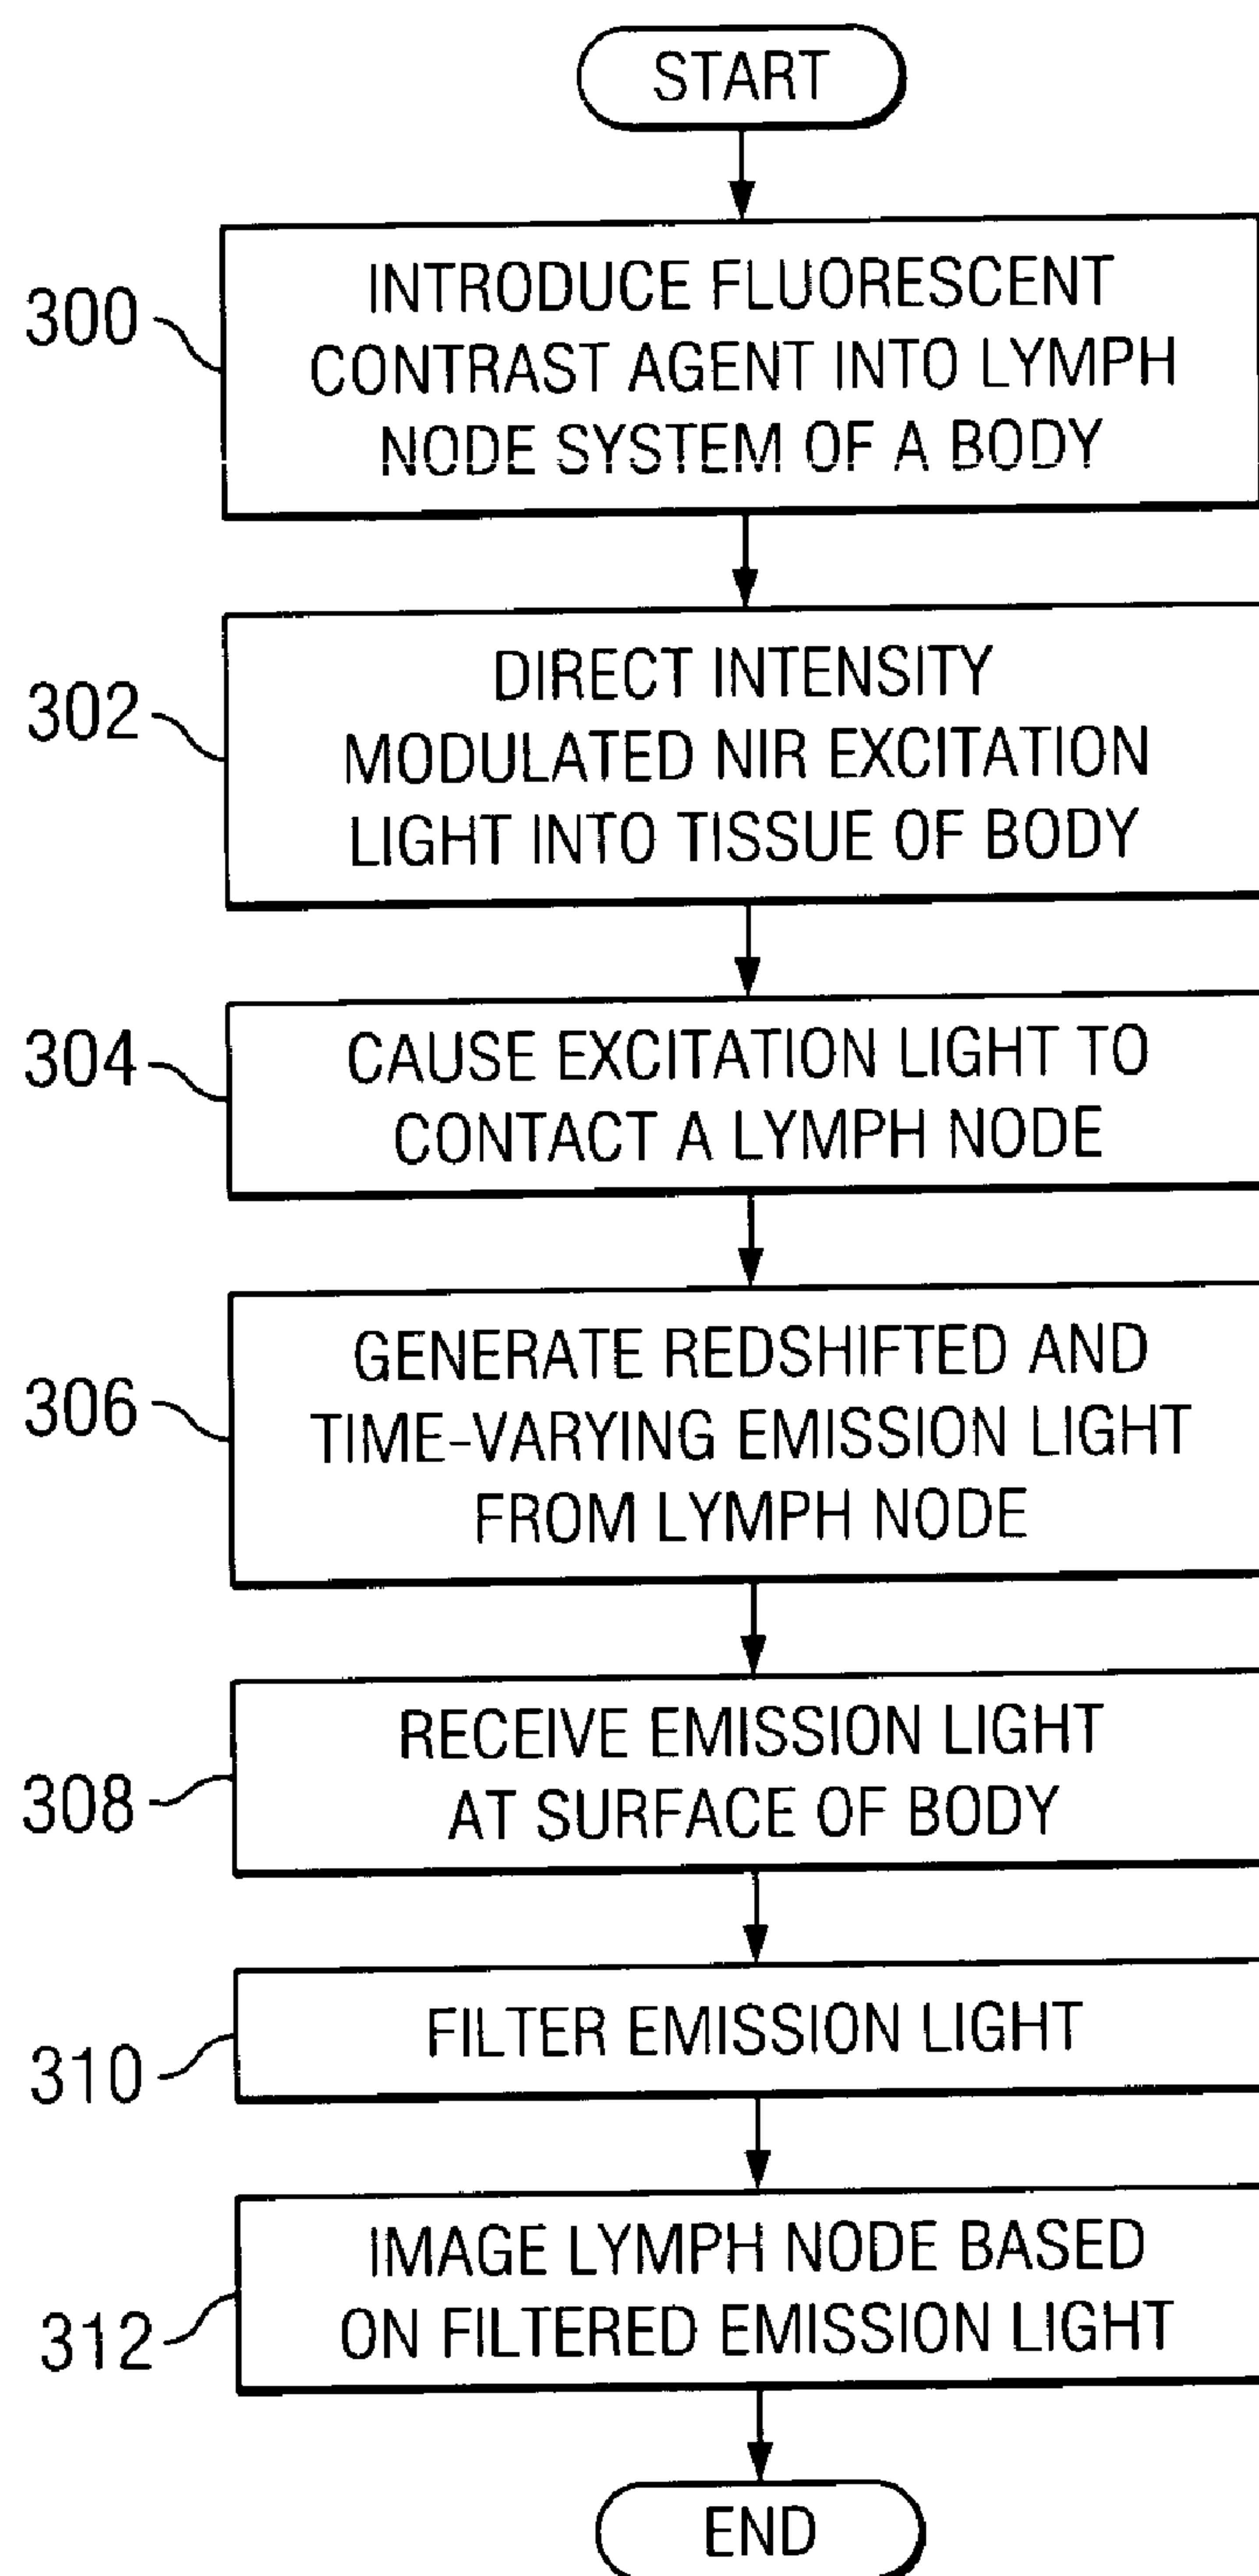 START
300
INTRODUCE FLUORESCENT
CONTRAST AGENT INTO LYMPH
NODE SYSTEM OF A BODY
302
DIRECT INTENSITY
MODULATED NIR EXCITATION
LIGHT INTO TISSUE OF BODY
304
CAUSE EXCITATION LIGHT TO
CONTACT A LYMPH NODE
306
GENERATE REDSHIFTED AND
TIME-VARYING EMISSION LIGHT
FROM LYMPH NODE
308
RECEIVE EMISSION LIGHT
AT SURFACE OF BODY
310
FILTER EMISSION LIGHT
312
IMAGE LYMPH NODE BASED
ON FILTERED EMISSION LIGHT
END